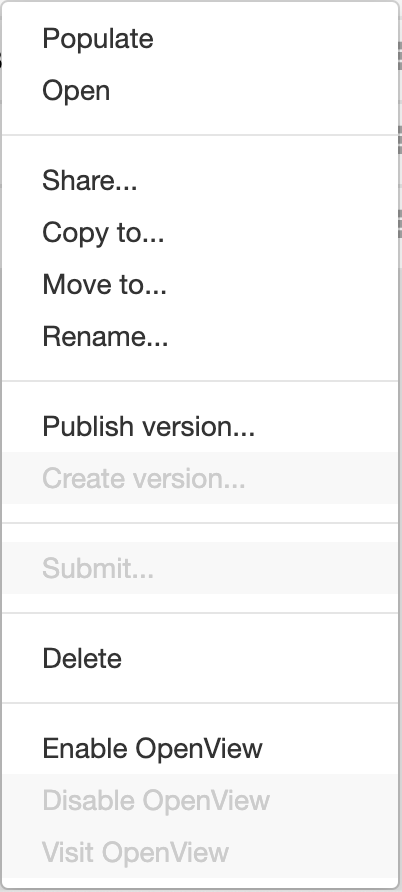 Populate
Open
Share...
Copy to...
Move to...
Rename...
Publish version...
Create version...
Submit...
Delete
Enable OpenView
Disable OpenView
Visit OpenView